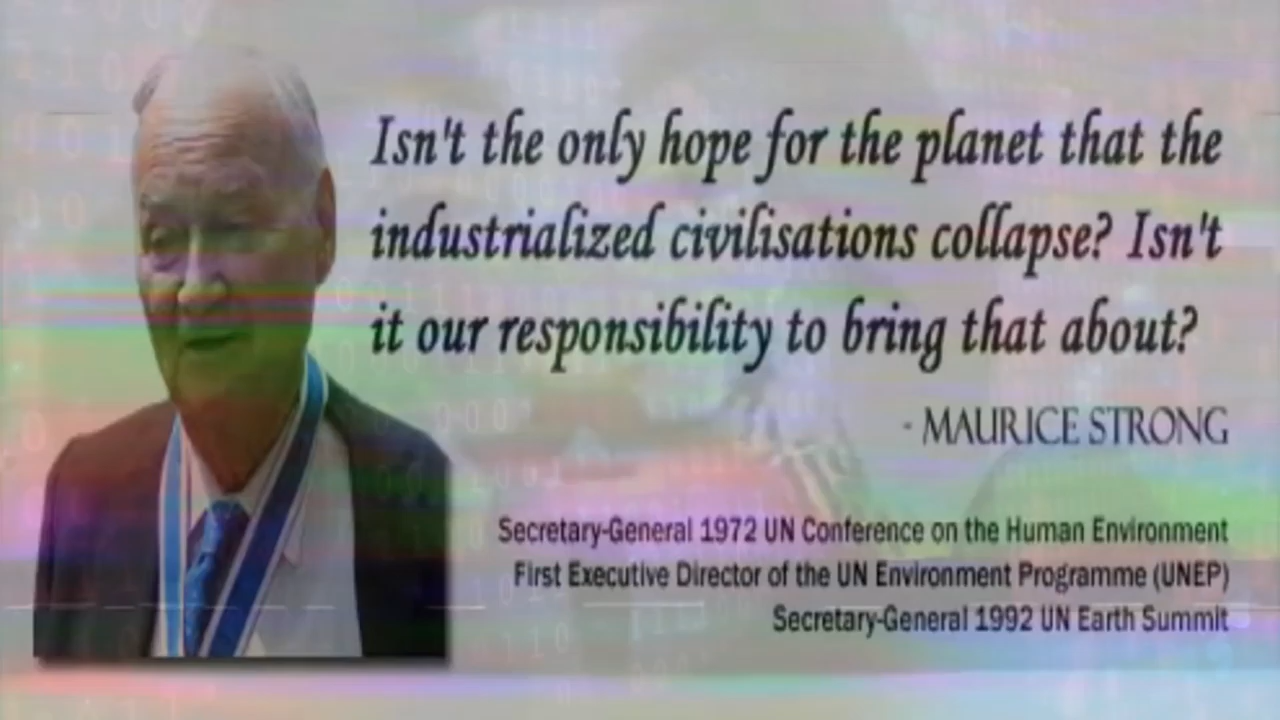 Isn't the only hope for the planet that the
industrialized civilisations collapse? Isn't
it our responsibility to bring that about?
- MAURICE STRONG
Secretary-General 1972 UN Conference on the Human Environment
First Executive Director of the UN Environment Programme (UNEP)
Secretary-General 1992 UN Earth Summit